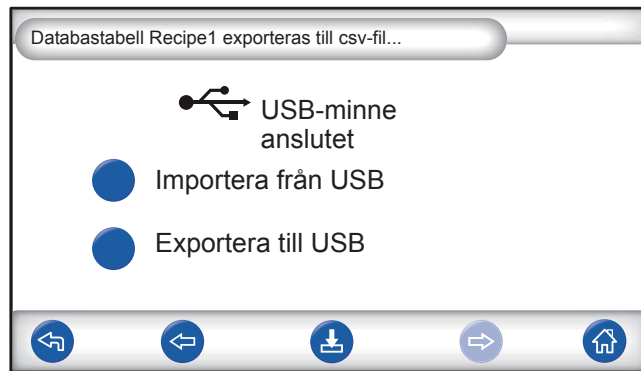 Databastabell Recipe1 exporteras till csv-fil...
USB-minne
anslutet
Importera från USB
Exportera till USB